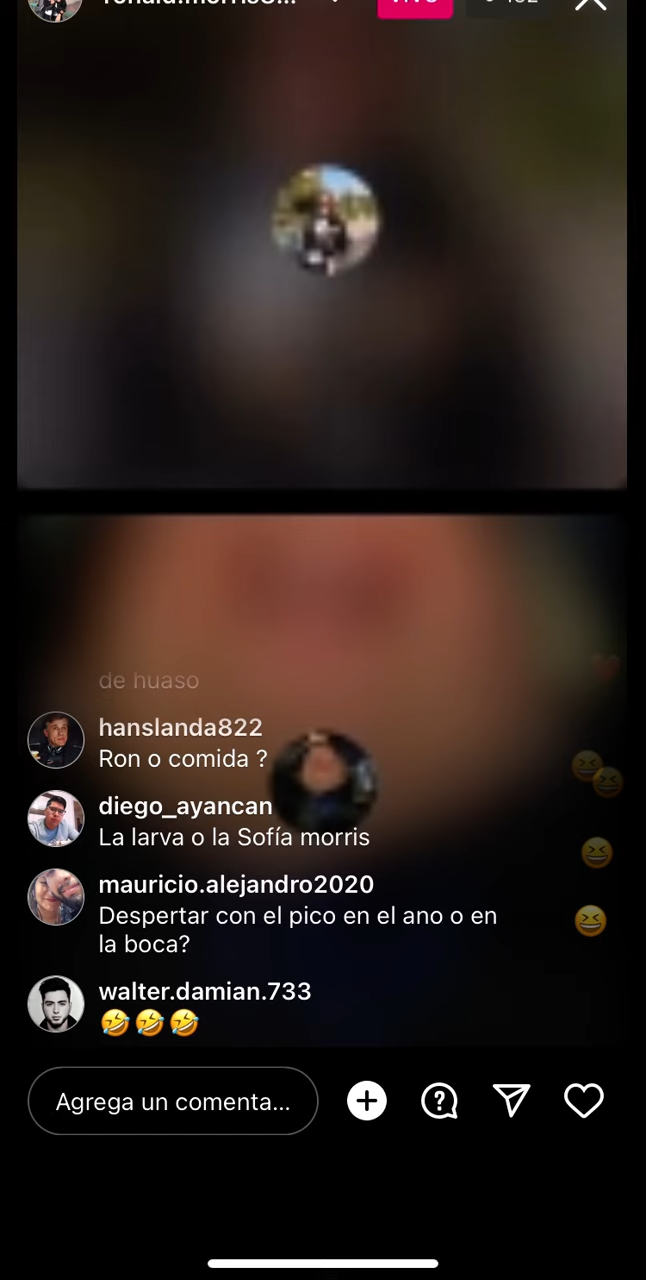 de huaso
hanslanda822
Ron o comida ?
diego_ayancan
La larva o la Sofía morris
mauricio.alejandro2020
Despertar con el pico en el ano o en
la boca?
walter.damian.733
🤣🤣🤣
Agrega un comenta...